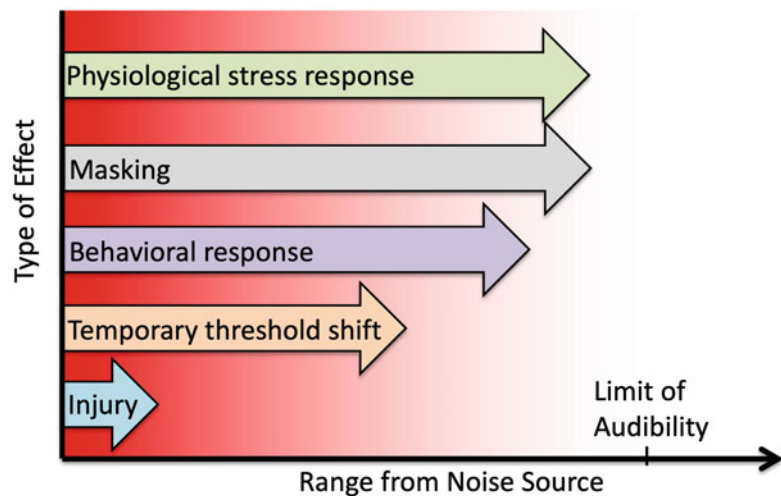 Type of Effect
Physiological stress response
Masking
Behavioral response
Temporary threshold shift
Injury
Limit of
Audibility
Range from Noise Source